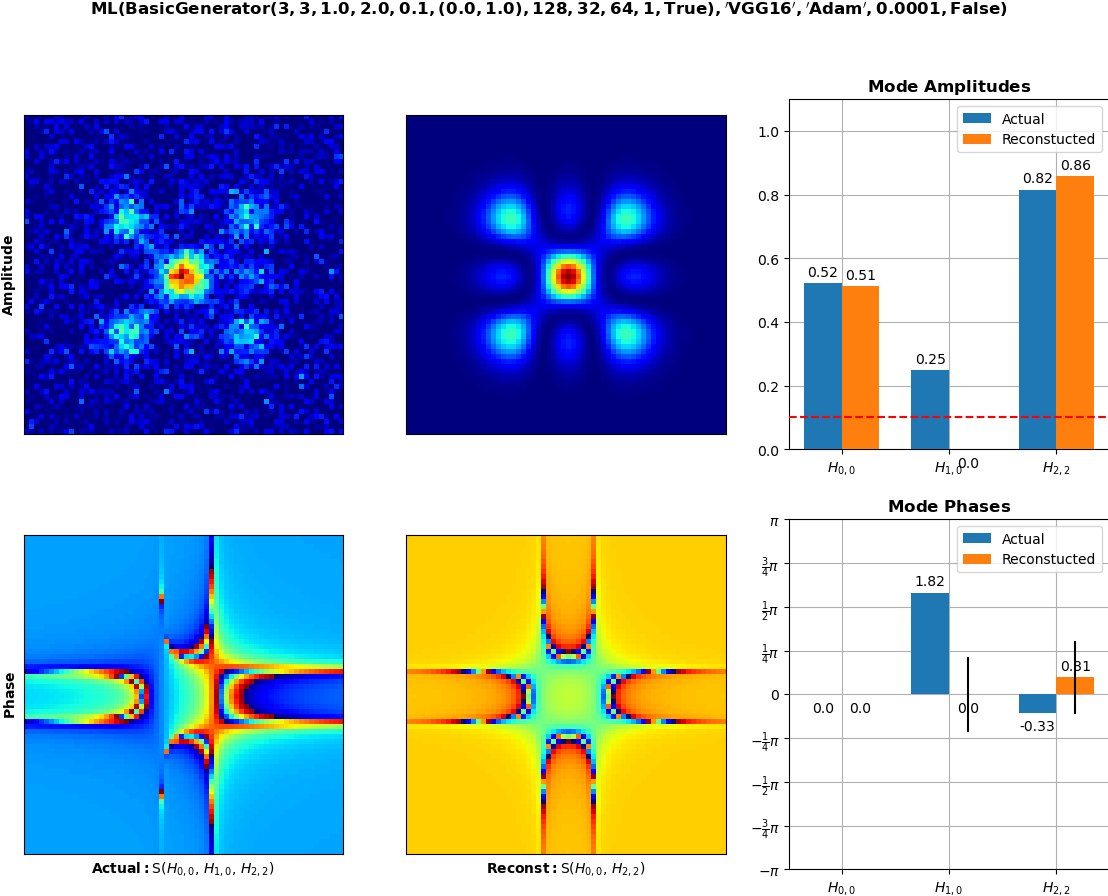 ML(BasicGenerator(3, 3, 1.0, 2.0, 0.1, (0.0, 1.0), 128, 32, 64, 1, True), ′VGG16′, ′Adam′, 0.0001, False)
Amplitude
Mode Amplitudes
Actual
Reconstucted
1.0
0.8
0.6
0.4
0.2
0.0
0.52
0.51
0.25
0.0
0.82
0.86
H0,0
H1,0
H2,2
Phase
Actual: S(H0,0, H1,0, H2,2)
Reconst: S(H0,0, H2,2)
Mode Phases
Actual
Reconstucted
π
3/4π
1/2π
1/4π
0
−1/4π
−1/2π
−3/4π
−π
0.0
0.0
1.82
0.0
-0.33
0.31
H0,0
H1,0
H2,2